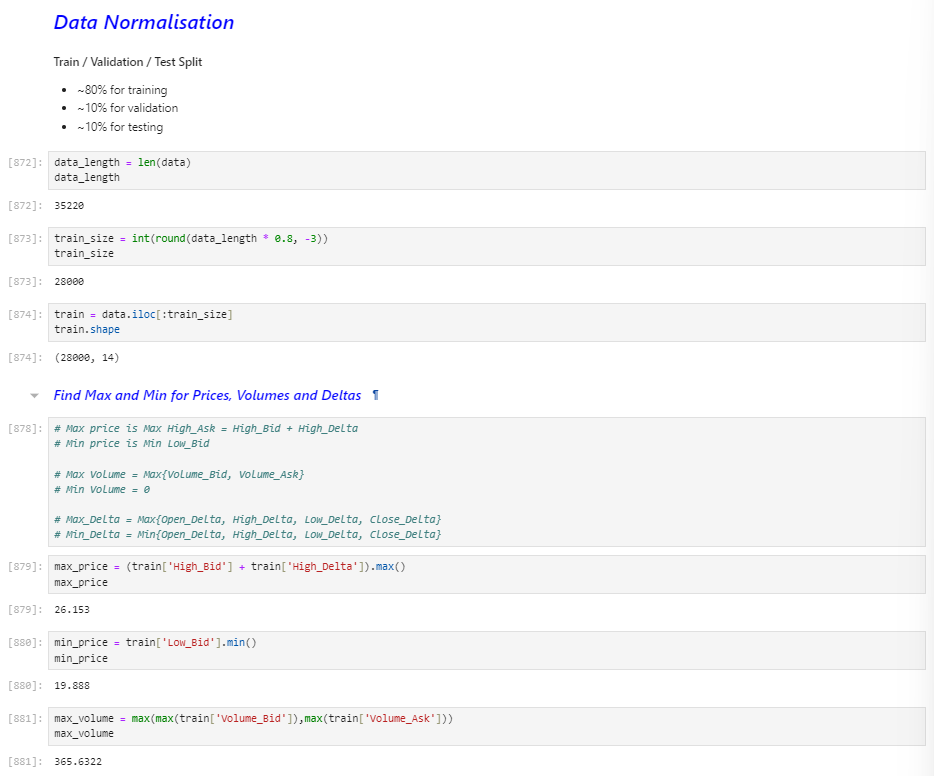 Data Normalisation
Train / Validation / Test Split
• ~80% for training
• ~10% for validation
• ~10% for testing
[872]: data_length = len(data)
data_length
[872]: 35220
[873]: train_size = int(round(data_length * 0.8, -3))
train_size
[873]: 28000
[874]: train = data.iloc[:train_size]
train.shape
[874]: (28000, 14)
Find Max and Min for Prices, Volumes and Deltas ¶
[878]: # Max price is Max High_Ask = High_Bid + High_Delta
# Min price is Min Low_Bid
# Max Volume = Max{Volume_Bid, Volume_Ask}
# Min Volume = 0
# Max_Delta = Max{Open_Delta, High_Delta, Low_Delta, Close_Delta}
# Min_Delta = Min{Open_Delta, High_Delta, Low_Delta, Close_Delta}
[879]: max_price = (train['High_Bid'] + train['High_Delta']).max()
max_price
[879]: 26.153
[880]: min_price = train['Low_Bid'].min()
min_price
[880]: 19.888
[881]: max_volume = max(max(train['Volume_Bid']),max(train['Volume_Ask']))
max_volume
[881]: 365.6322